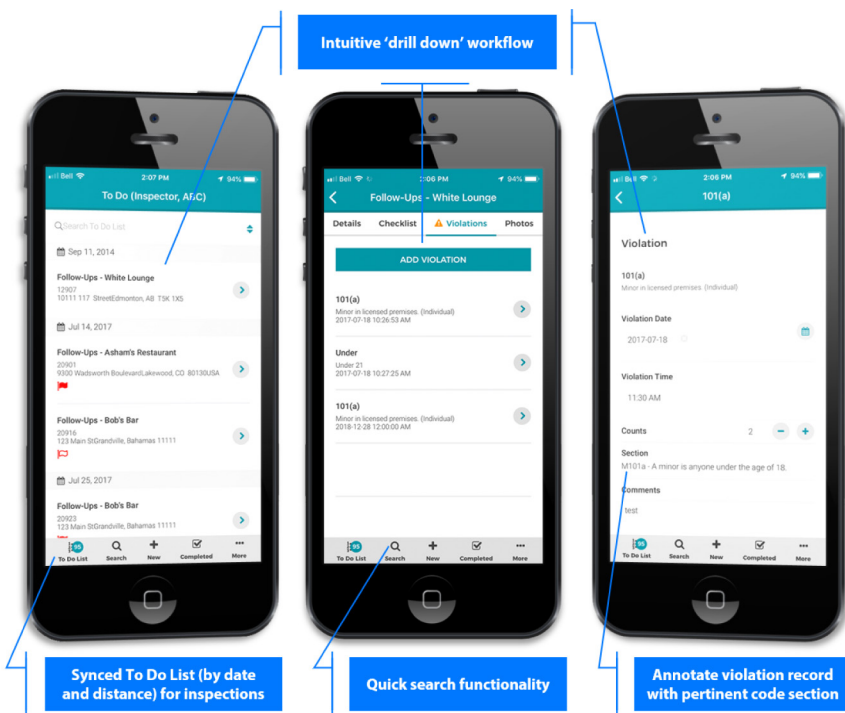 Intuitive ‘drill down’ workflow
Bell
2:07 PM
94%
To Do (Inspector, ABC)
Search To Do List
Sep 11, 2014
Follow-Ups - White Lounge
12907
10111 117 StreetEdmonton, AB T5K 1X5
Jul 14, 2017
Follow-Ups - Asham's Restaurant
20901
9300 Wadsworth BoulevardLakewood, CO 80130USA
Follow-Ups - Bob's Bar
20916
123 Main StGrandville, Bahamas 11111
Jul 25, 2017
Follow-Ups - Bob's Bar
20923
123 Main StGrandville, Bahamas 11111
95
To Do List Search New Completed More
Bell
2:06 PM
94%
Follow-Ups - White Lounge
Details Checklist Violations Photos
ADD VIOLATION
101(a)
Minor in licensed premises. (Individual)
2017-07-18 10:26:53 AM
Under
Under 21
2017-07-18 10:27:25 AM
101(a)
Minor in licensed premises. (Individual)
2018-12-28 12:00:00 AM
95
To Do List Search New Completed More
Bell
2:06 PM
94%
101(a)
Violation
101(a)
Minor in licensed premises. (Individual)
Violation Date
2017-07-18
Violation Time
11:30 AM
Counts 2 − +
Section
M101a - A minor is anyone under the age of 18.
Comments
test
95
To Do List Search New Completed More
Synced To Do List (by date
and distance) for inspections
Quick search functionality
Annotate violation record
with pertinent code section